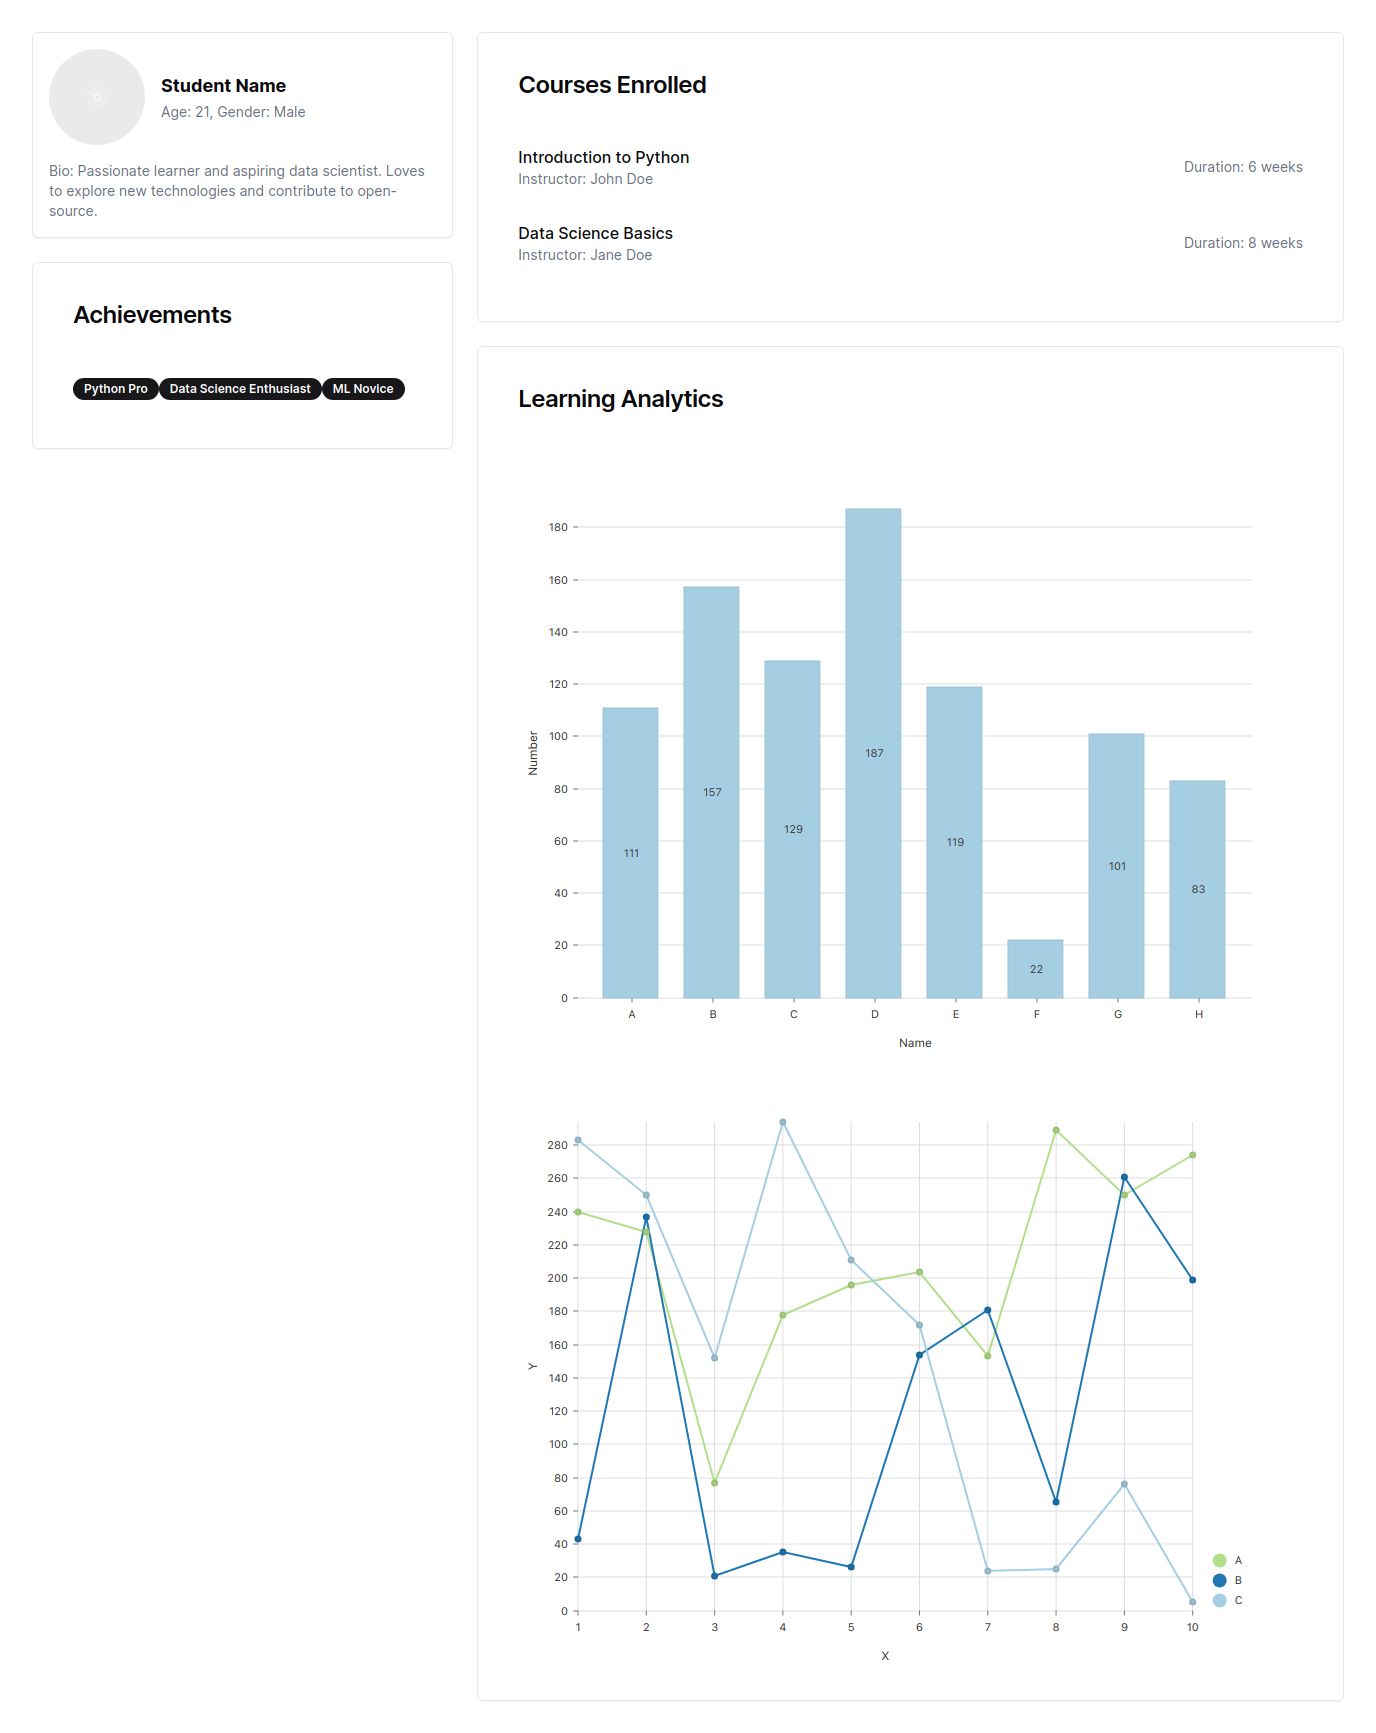 Student Name
Age: 21, Gender: Male
Bio: Passionate learner and aspiring data scientist. Loves
to explore new technologies and contribute to open-
source.
Achievements
Python Pro
Data Science Enthusiast
ML Novice
Courses Enrolled
Introduction to Python
Instructor: John Doe
Duration: 6 weeks
Data Science Basics
Instructor: Jane Doe
Duration: 8 weeks
Learning Analytics
180
160
140
120
100
80
60
40
20
0
Number
111
157
129
187
119
22
101
83
A B C D E F G H
Name
280
260
240
220
200
180
160
140
120
100
80
60
40
20
0
Y
1 2 3 4 5 6 7 8 9 10
X
A
B
C